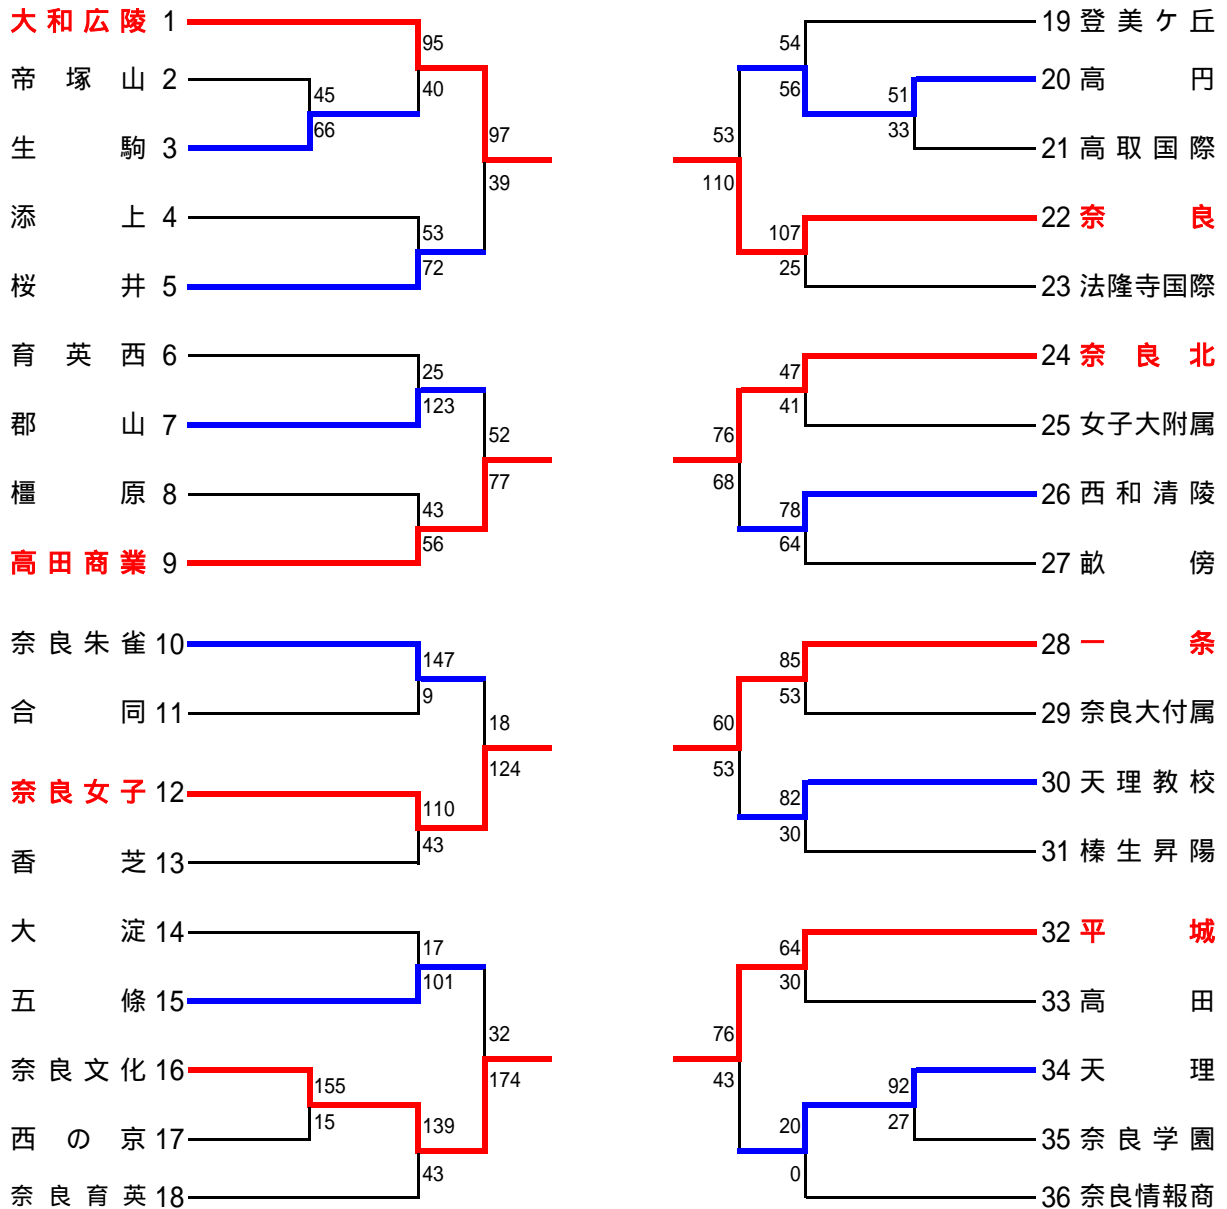 大和広陵 1
帝塚山 2
生駒 3
添上 4
桜井 5
育英西 6
郡山 7
橿原 8
高田商業 9
奈良朱雀 10
合同 11
奈良女子 12
香芝 13
大淀 14
五條 15
奈良文化 16
西の京 17
奈良育英 18
95
40
45
66
97
39
53
72
25
123
52
77
43
56
147
9
18
124
110
43
17
101
32
174
155
15
139
43
54
56
51
33
53
110
107
25
47
41
76
68
78
64
85
53
60
53
82
30
64
30
76
43
92
27
20
0
19 登美ケ丘
20 高円
21 高取国際
22 奈良
23 法隆寺国際
24 奈良北
25 女子大附属
26 西和清陵
27 畝傍
28 一条
29 奈良大付属
30 天理教校
31 榛生昇陽
32 平城
33 高田
34 天理
35 奈良学園
36 奈良情報商